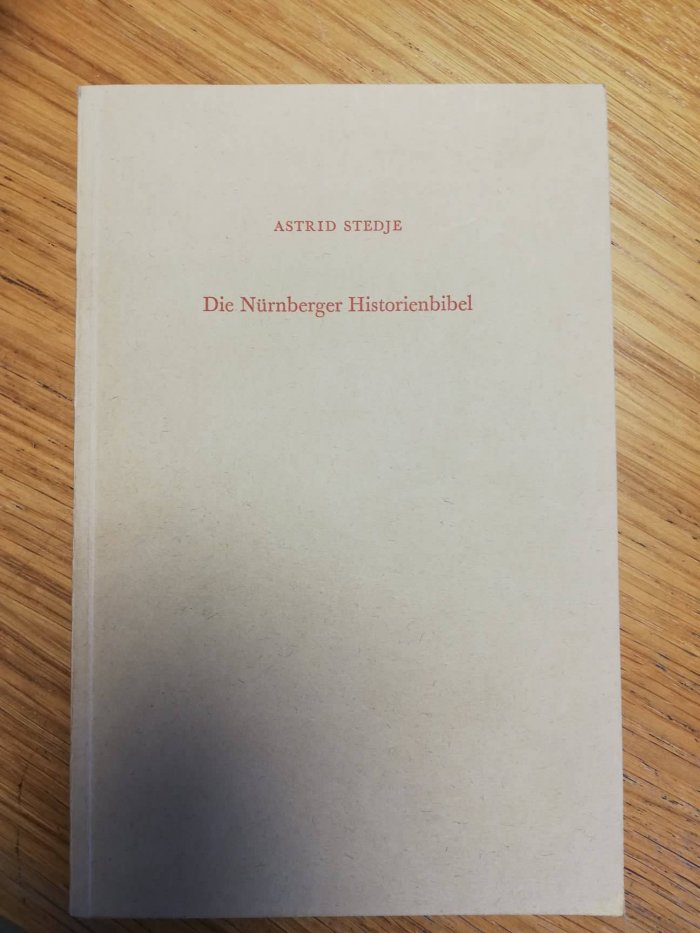 ASTRID STEDJE
Die Nürnberger Historienbibel